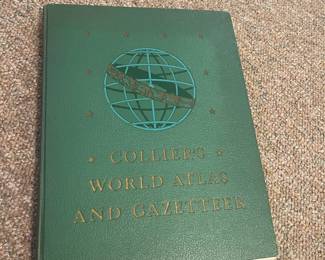 COLLIER'S
WORLD ATLAS
AND GAZETTEER